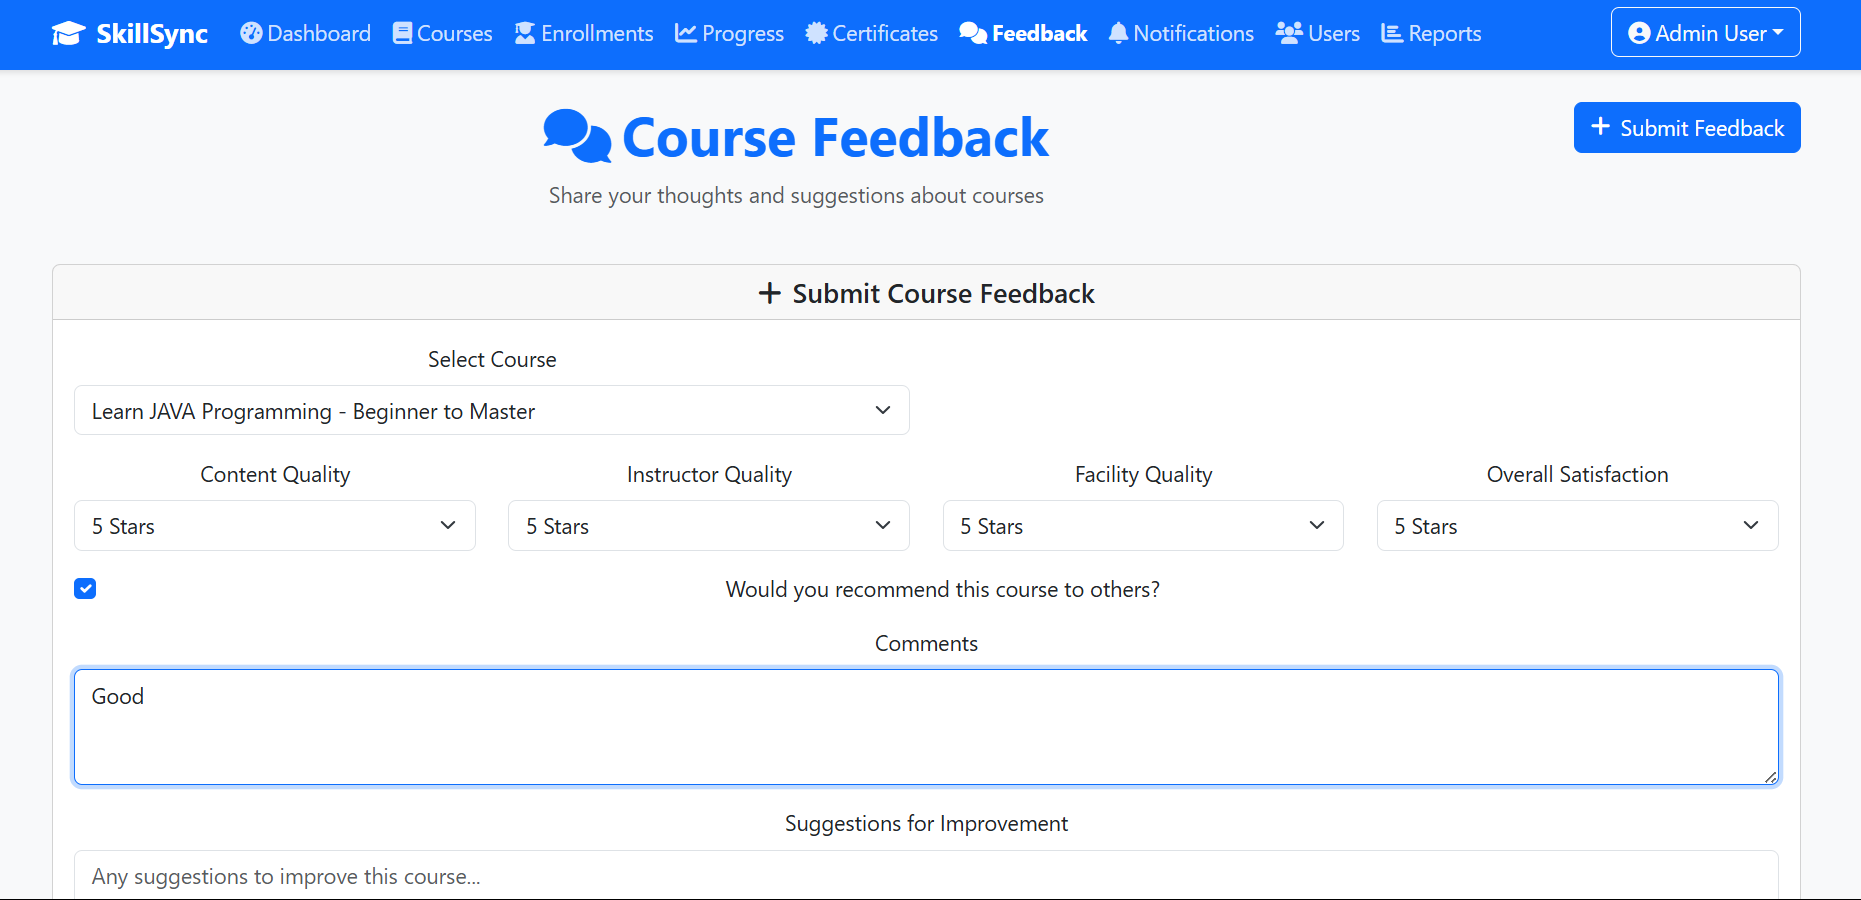 SkillSync Dashboard Courses Enrollments Progress Certificates Feedback Notifications Users Reports Admin User
Course Feedback
Submit Feedback
Share your thoughts and suggestions about courses
Submit Course Feedback
Select Course
Learn JAVA Programming - Beginner to Master
Content Quality Instructor Quality Facility Quality Overall Satisfaction
5 Stars 5 Stars 5 Stars 5 Stars
Would you recommend this course to others?
Comments
Good
Suggestions for Improvement
Any suggestions to improve this course...